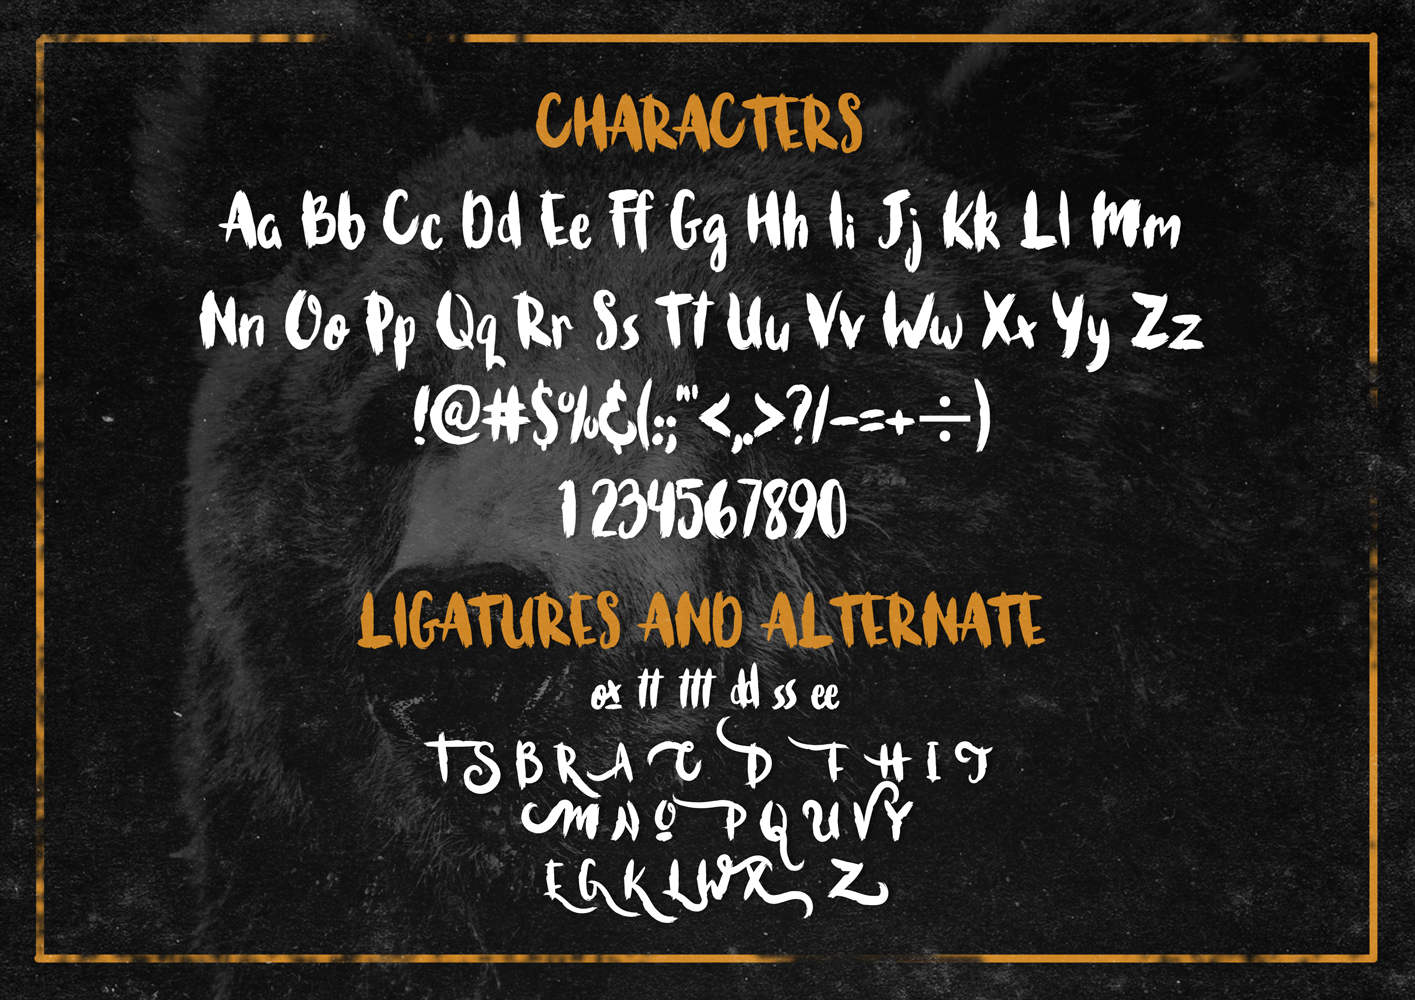 CHARACTERS
Aa Bb Cc Dd Ee Ff Gg Hh Ii Jj Kk Ll Mm
Nn Oo Pp Qq Rr Ss Tt Uu Vv Ww Xx Yy Zz
!@#$%&(:;"'<,.>?/-=+÷)
1234567890
LIGATURES AND ALTERNATE
ox tt ttt dd ss ee
T S B R A C D F H I J
M N O P Q U V Y
E G K L W X Z